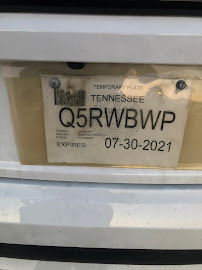 TEMPORARY PLATE
TENNESSEE
Q5RWBWP
EXPIRES: 07-30-2021